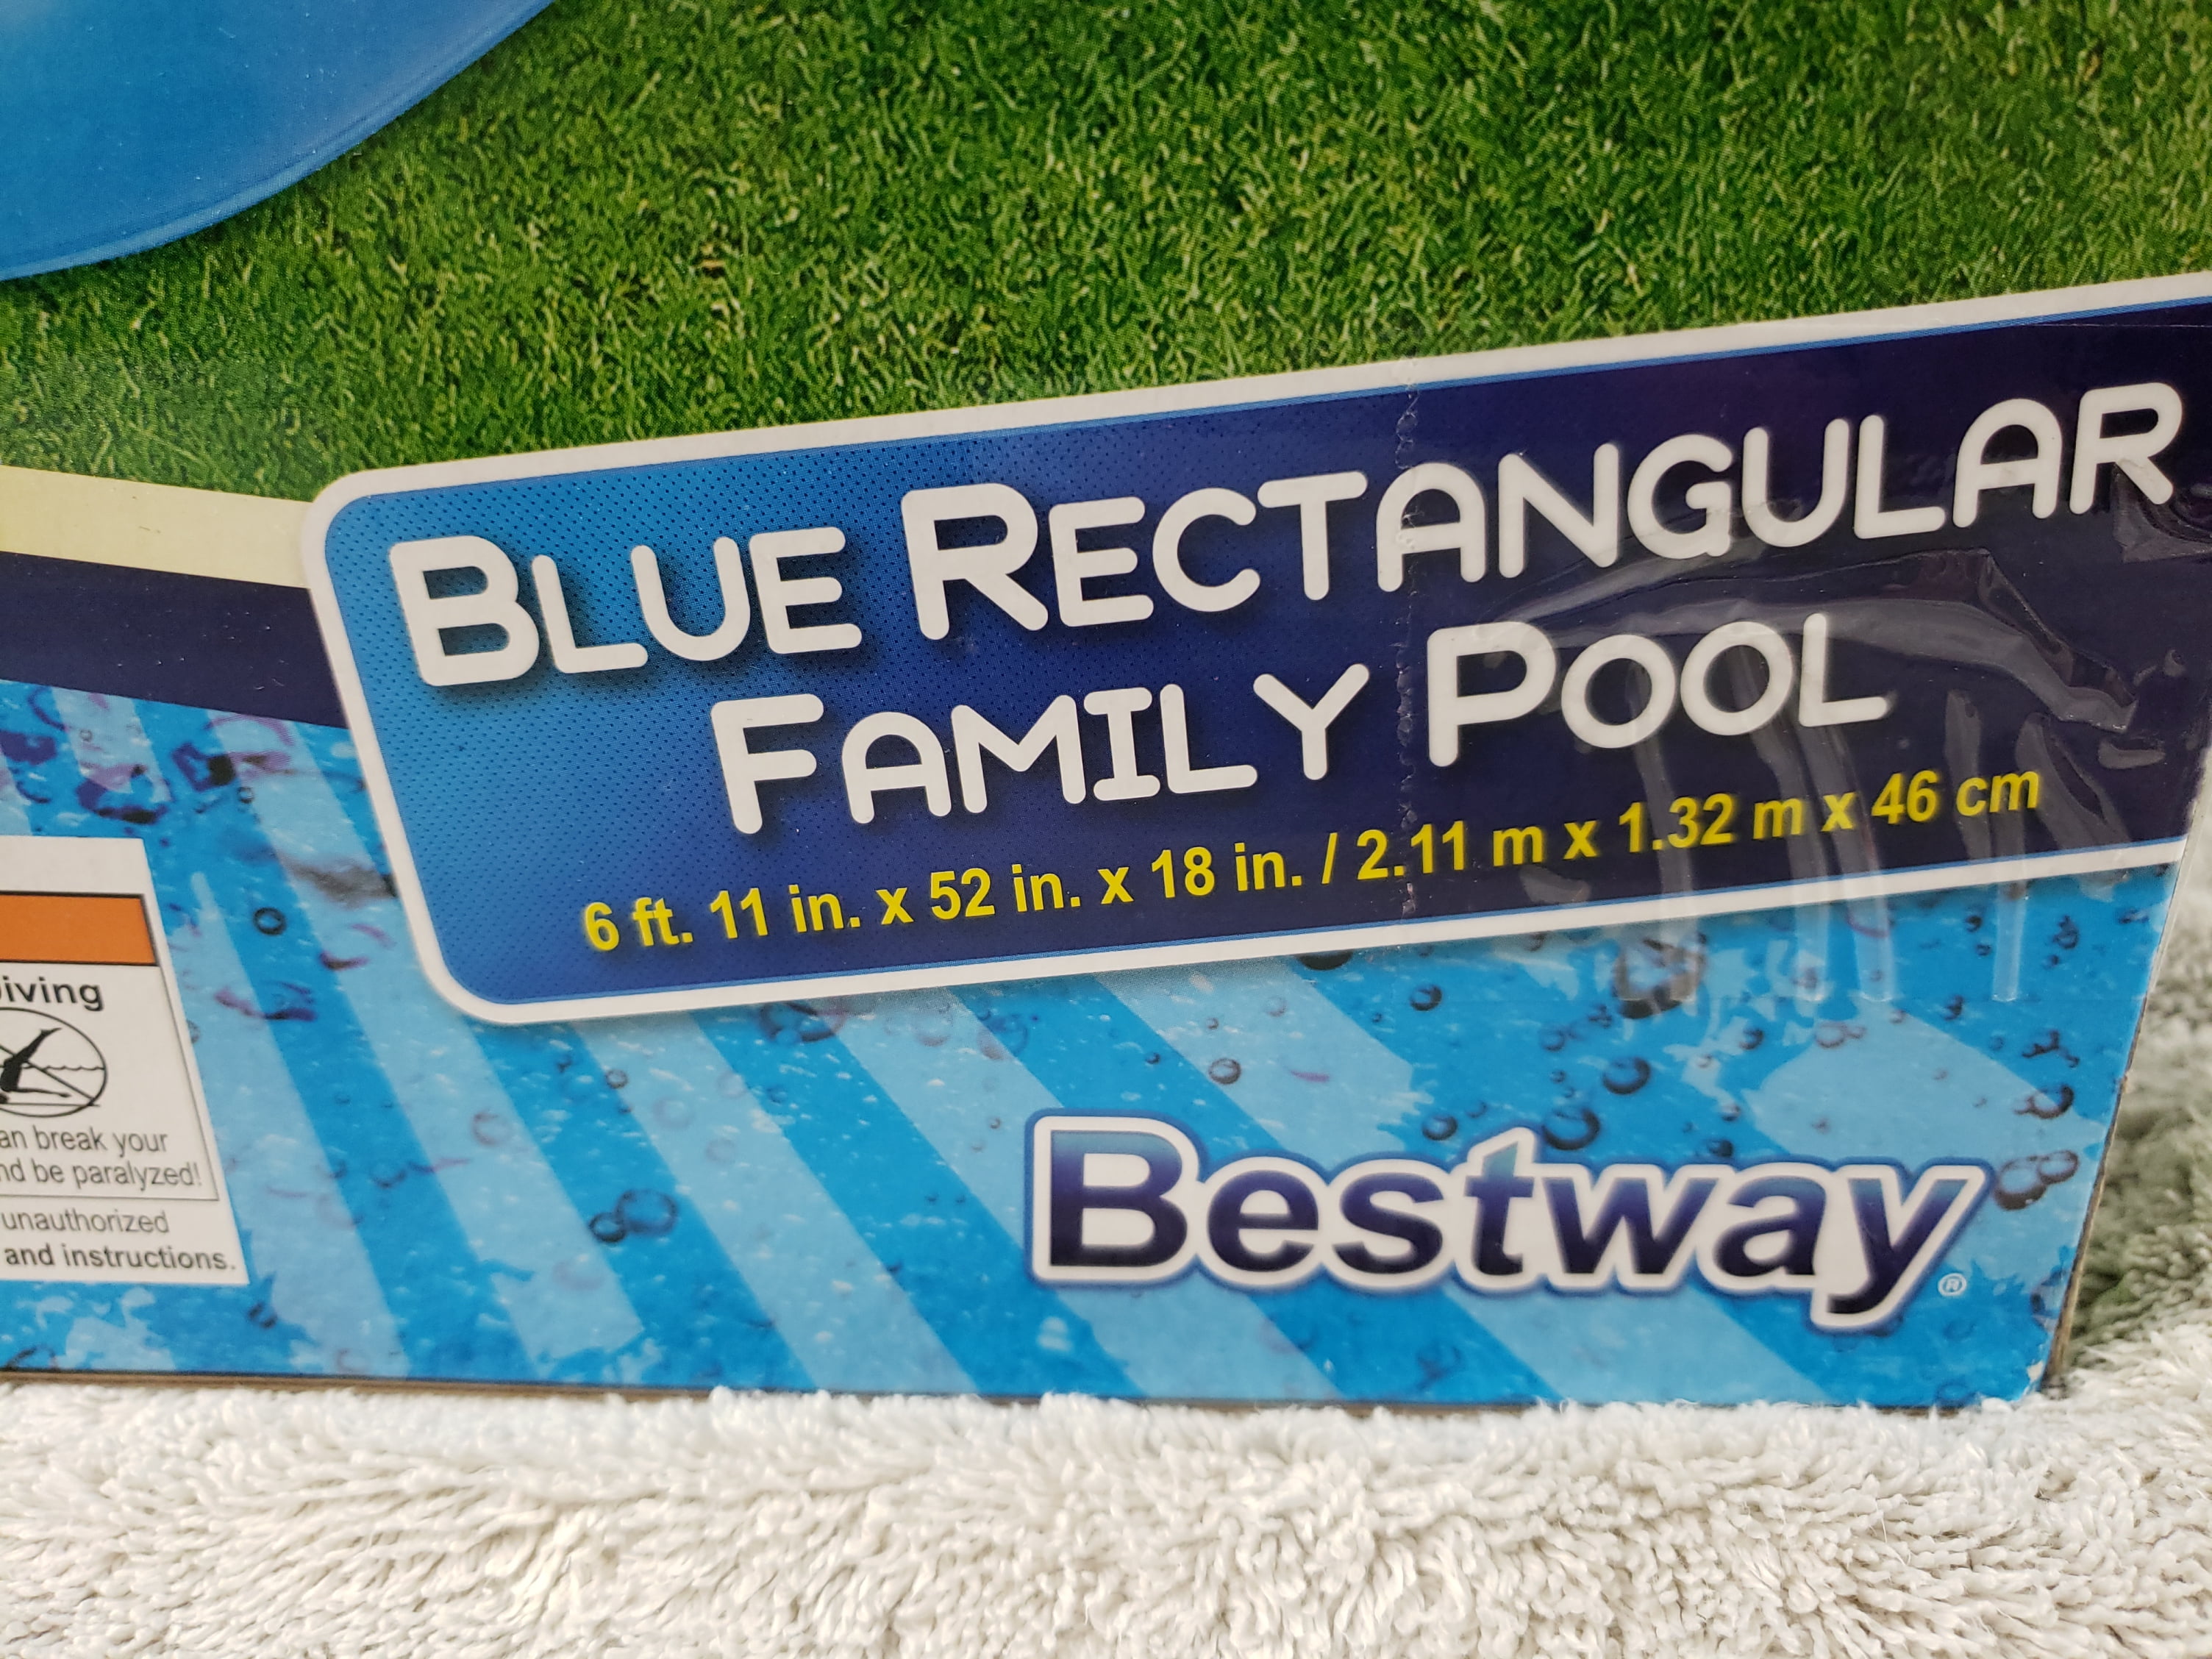 BLUE RECTANGULAR
FAMILY POOL
6 ft. 11 in. x 52 in. x 18 in. / 2.11 m x 1.32 m x 46 cm
iving
an break your
nd be paralyzed!
unauthorized
and instructions.
Bestway®